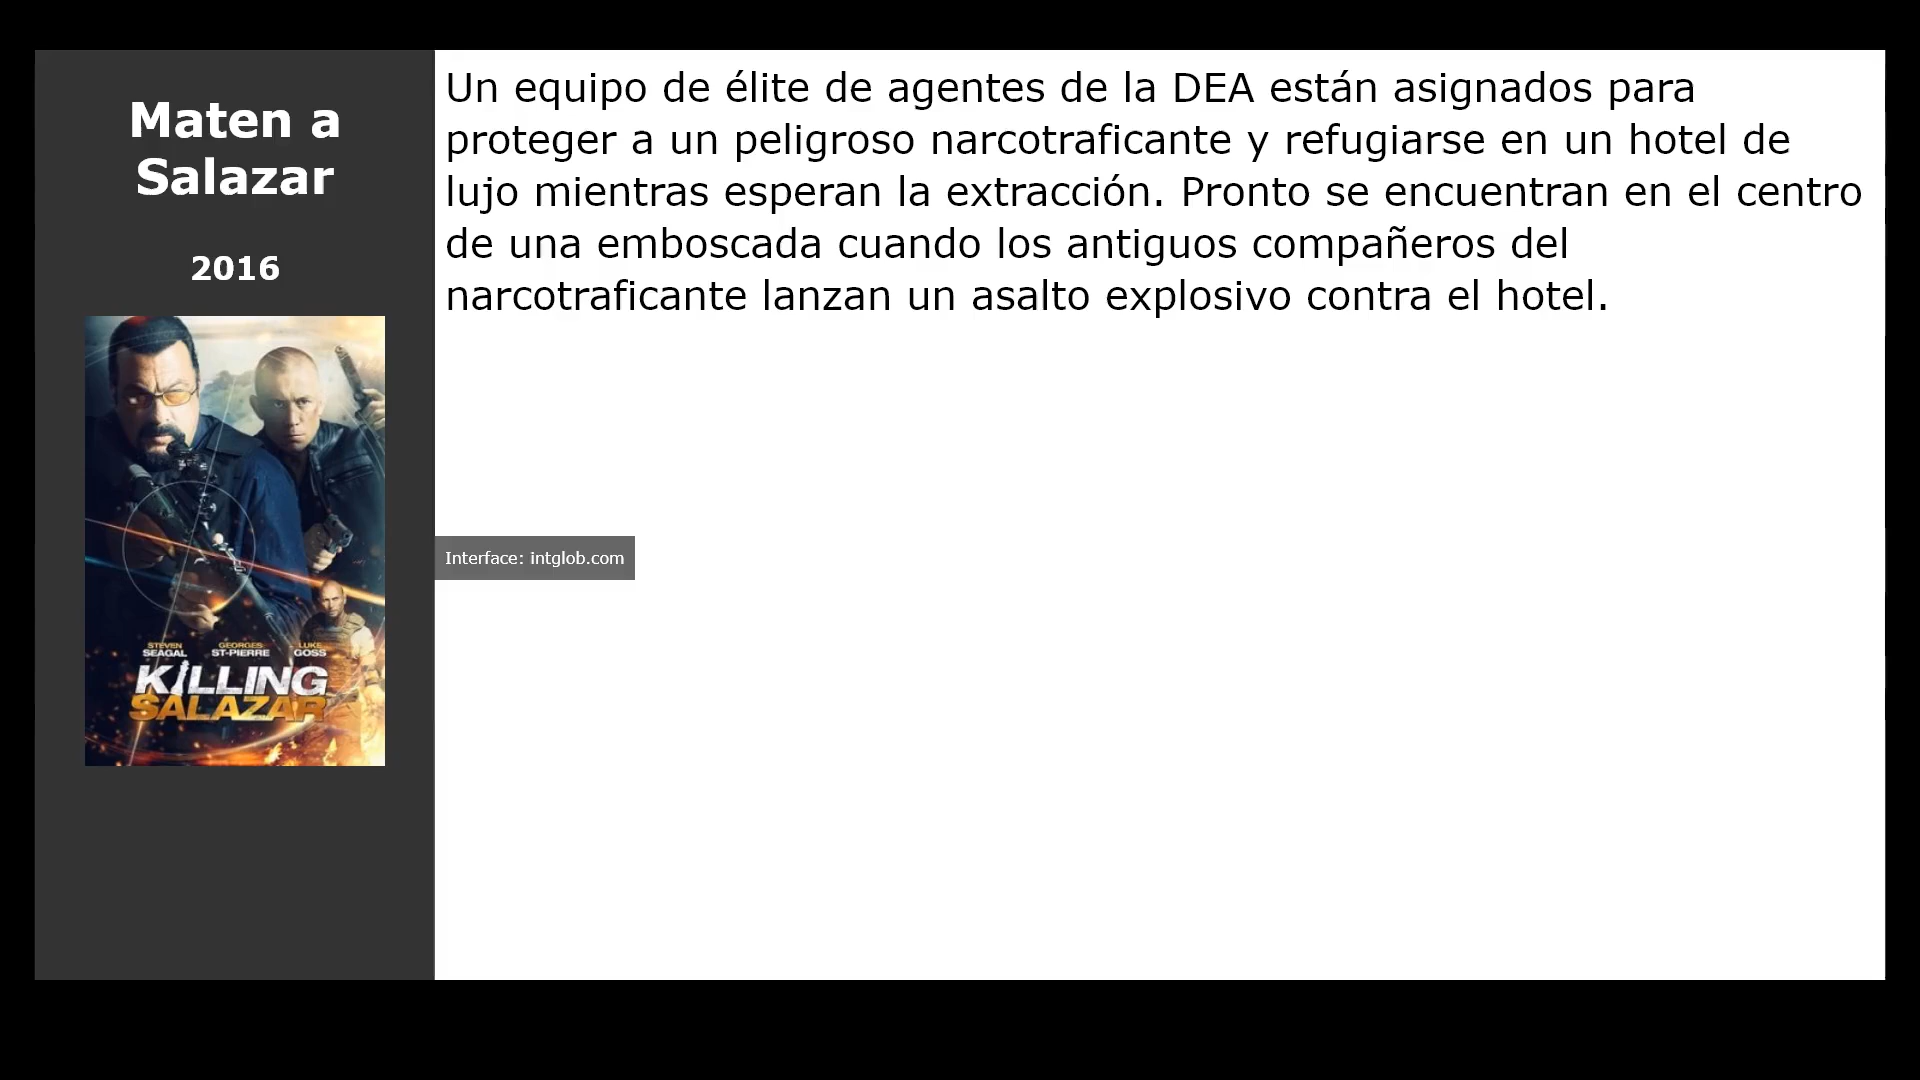 Maten a
Salazar
2016
STEVEN SEAGAL
GEORGES ST-PIERRE
LUKE GOSS
KILLING
SALAZAR
Un equipo de élite de agentes de la DEA están asignados para
proteger a un peligroso narcotraficante y refugiarse en un hotel de
lujo mientras esperan la extracción. Pronto se encuentran en el centro
de una emboscada cuando los antiguos compañeros del
narcotraficante lanzan un asalto explosivo contra el hotel.
Interface: intglob.com